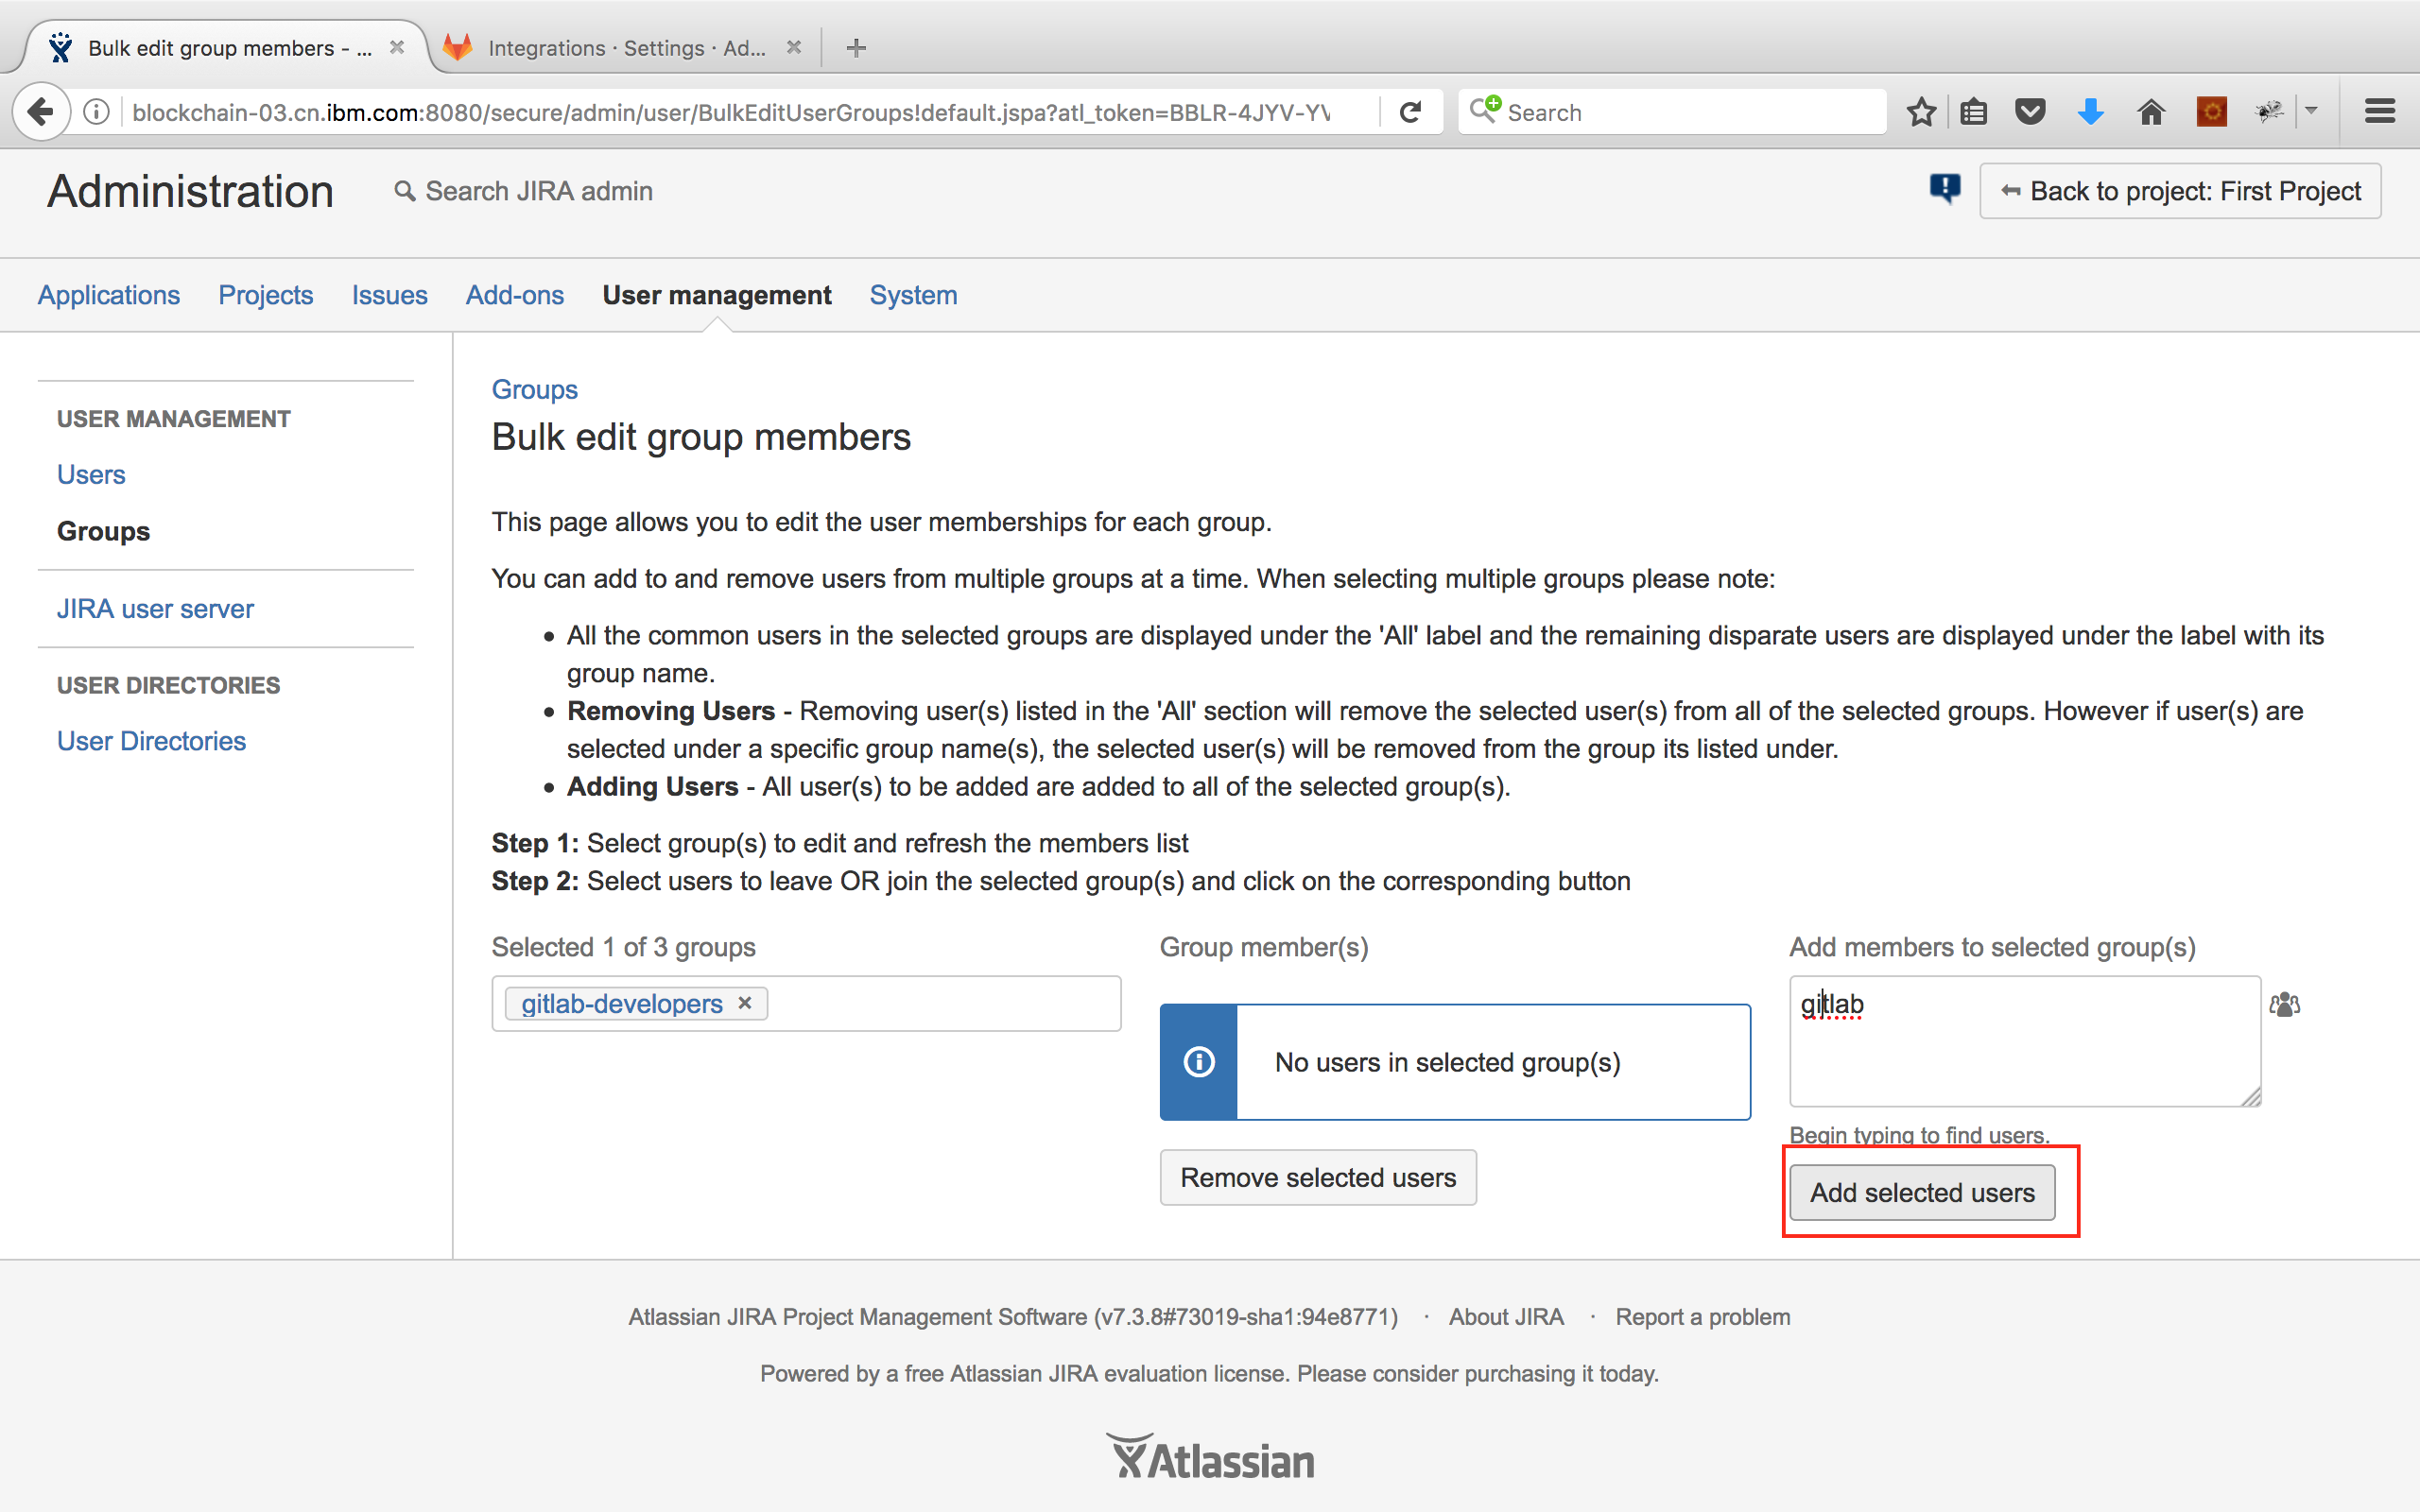 Bulk edit group members - ...
Integrations · Settings · Ad...
blockchain-03.cn.ibm.com:8080/secure/admin/user/BulkEditUserGroups!default.jspa?atl_token=BBLR-4JYV-YV
Search
Administration
Search JIRA admin
Back to project: First Project
Applications
Projects
Issues
Add-ons
User management
System
USER MANAGEMENT
Users
Groups
JIRA user server
USER DIRECTORIES
User Directories
Groups
Bulk edit group members
This page allows you to edit the user memberships for each group.
You can add to and remove users from multiple groups at a time. When selecting multiple groups please note:
• All the common users in the selected groups are displayed under the 'All' label and the remaining disparate users are displayed under the label with its
group name.
• Removing Users - Removing user(s) listed in the 'All' section will remove the selected user(s) from all of the selected groups. However if user(s) are
selected under a specific group name(s), the selected user(s) will be removed from the group its listed under.
• Adding Users - All user(s) to be added are added to all of the selected group(s).
Step 1: Select group(s) to edit and refresh the members list
Step 2: Select users to leave OR join the selected group(s) and click on the corresponding button
Selected 1 of 3 groups
gitlab-developers
Group member(s)
No users in selected group(s)
Remove selected users
Add members to selected group(s)
gitlab
Begin typing to find users.
Add selected users
Atlassian JIRA Project Management Software (v7.3.8#73019-sha1:94e8771) · About JIRA · Report a problem
Powered by a free Atlassian JIRA evaluation license. Please consider purchasing it today.
Atlassian